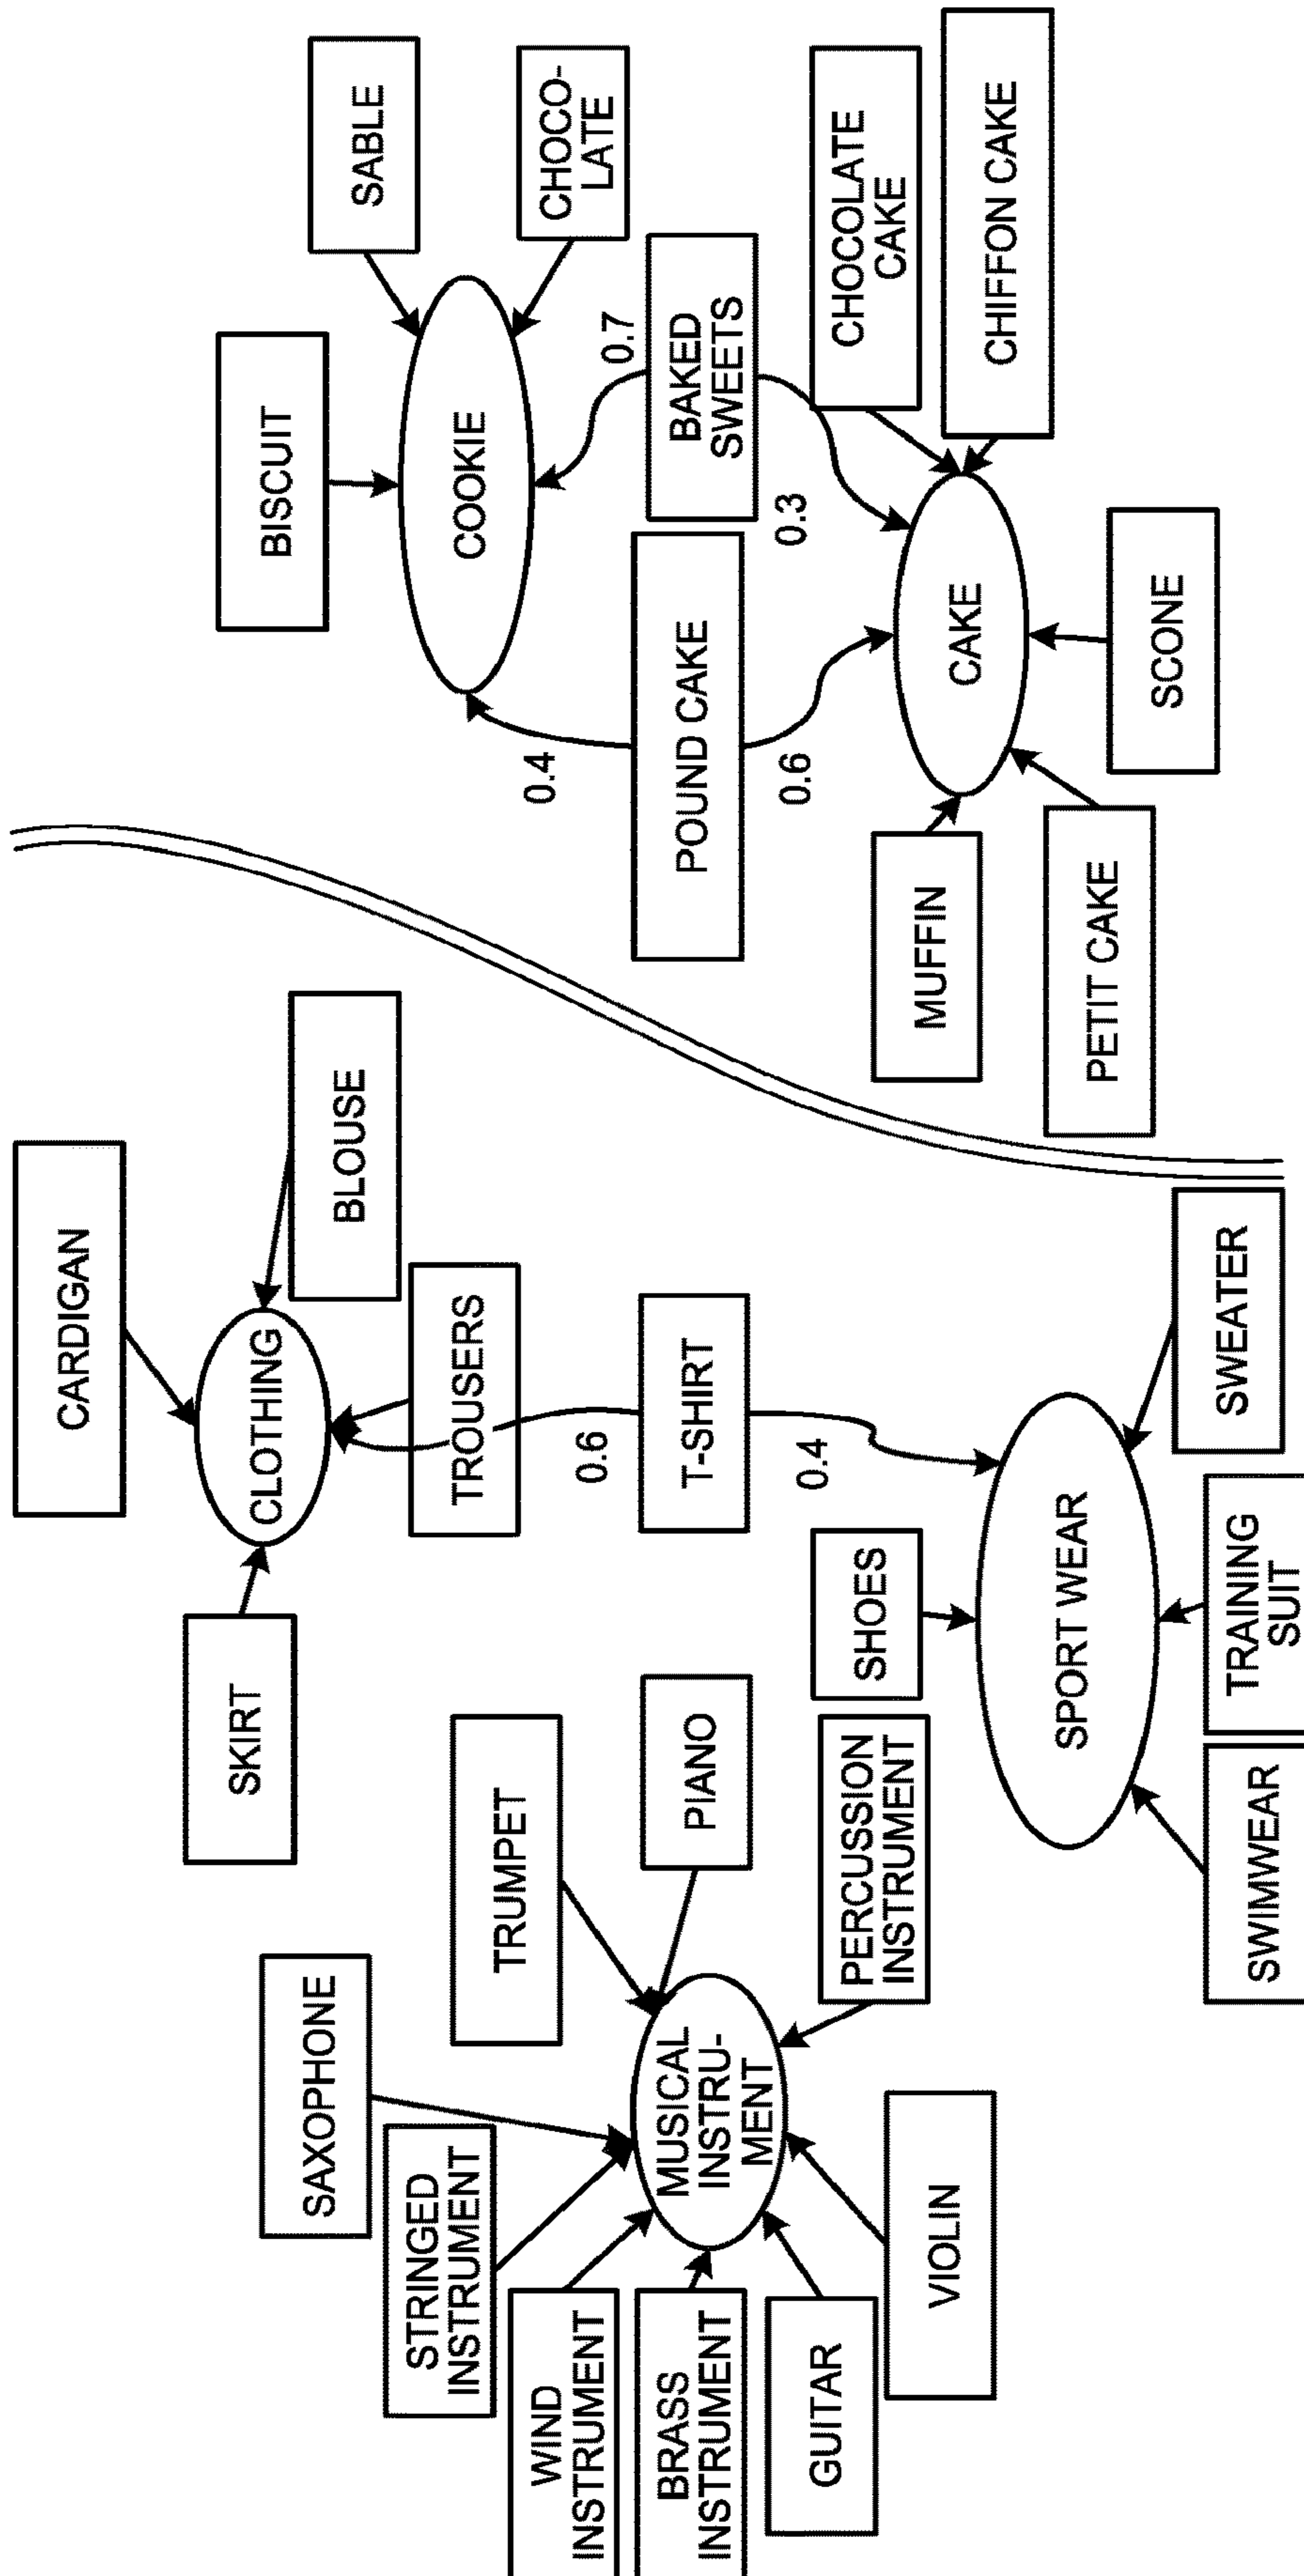 CARDIGAN
SKIRT
CLOTHING
BLOUSE
TROUSERS
0.6
T-SHIRT
0.4
SAXOPHONE
STRINGED
INSTRUMENT
TRUMPET
WIND
INSTRUMENT
PIANO
MUSICAL
INSTRU-
MENT
BRASS
INSTRUMENT
GUITAR
PERCUSSION
INSTRUMENT
VIOLIN
SHOES
SPORT WEAR
SWIMWEAR
TRAINING
SUIT
SWEATER
BISCUIT
SABLE
COOKIE
CHOCO-
LATE
0.4
0.7
POUND CAKE
BAKED
SWEETS
0.6
0.3
CHOCOLATE
CAKE
MUFFIN
CAKE
CHIFFON CAKE
PETIT CAKE
SCONE